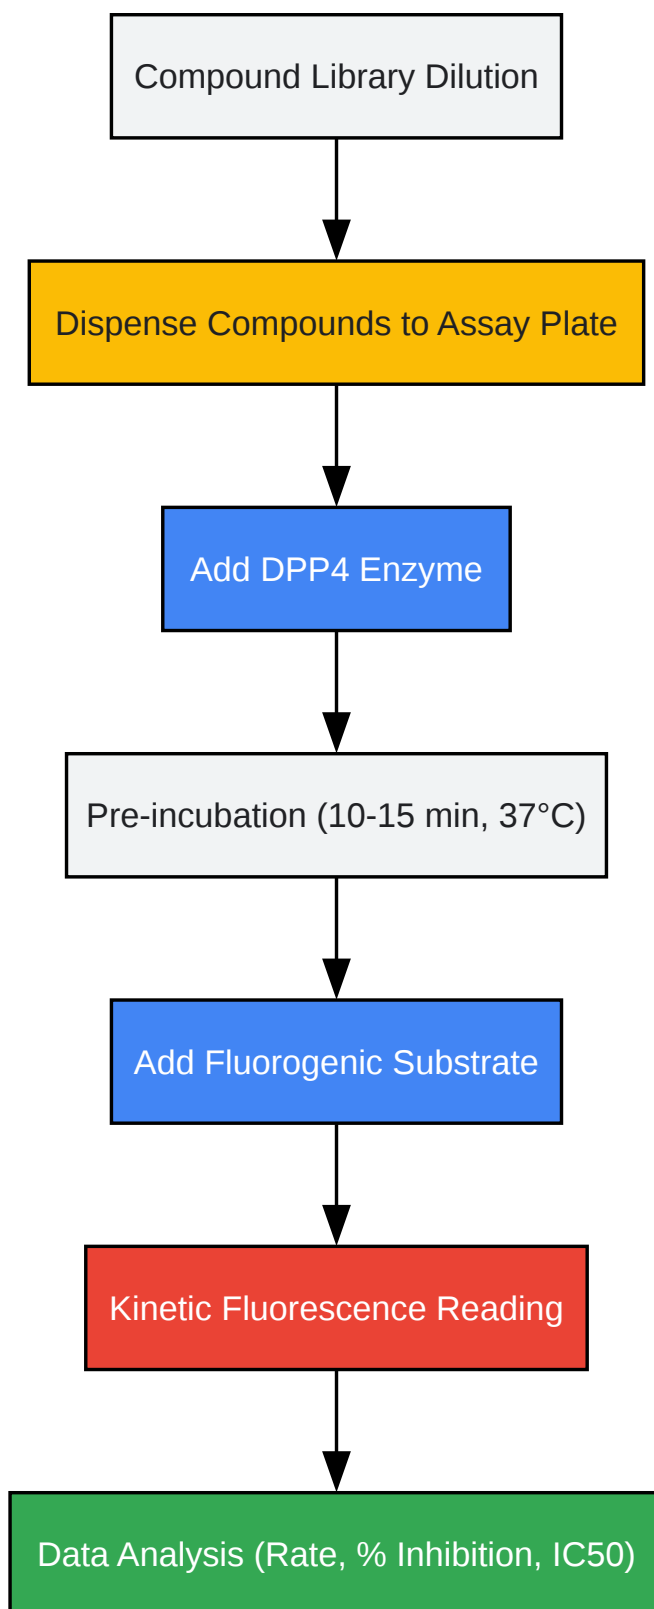 Compound Library Dilution
Dispense Compounds to Assay Plate
Add DPP4 Enzyme
Pre-incubation (10-15 min, 37°C)
Add Fluorogenic Substrate
Kinetic Fluorescence Reading
Data Analysis (Rate, % Inhibition, IC50)